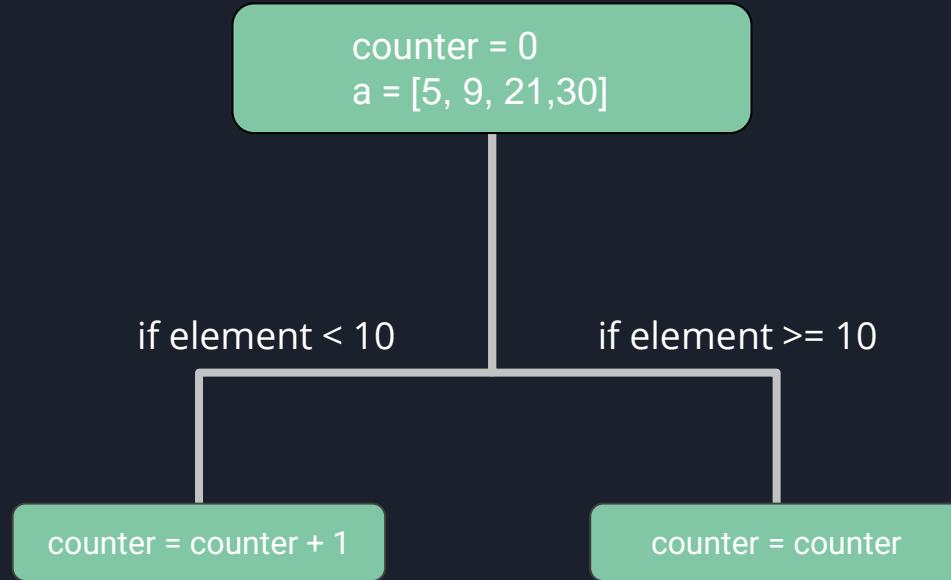 counter = 0
a = [5, 9, 21,30]
if element < 10
if element >= 10
counter = counter + 1
counter = counter